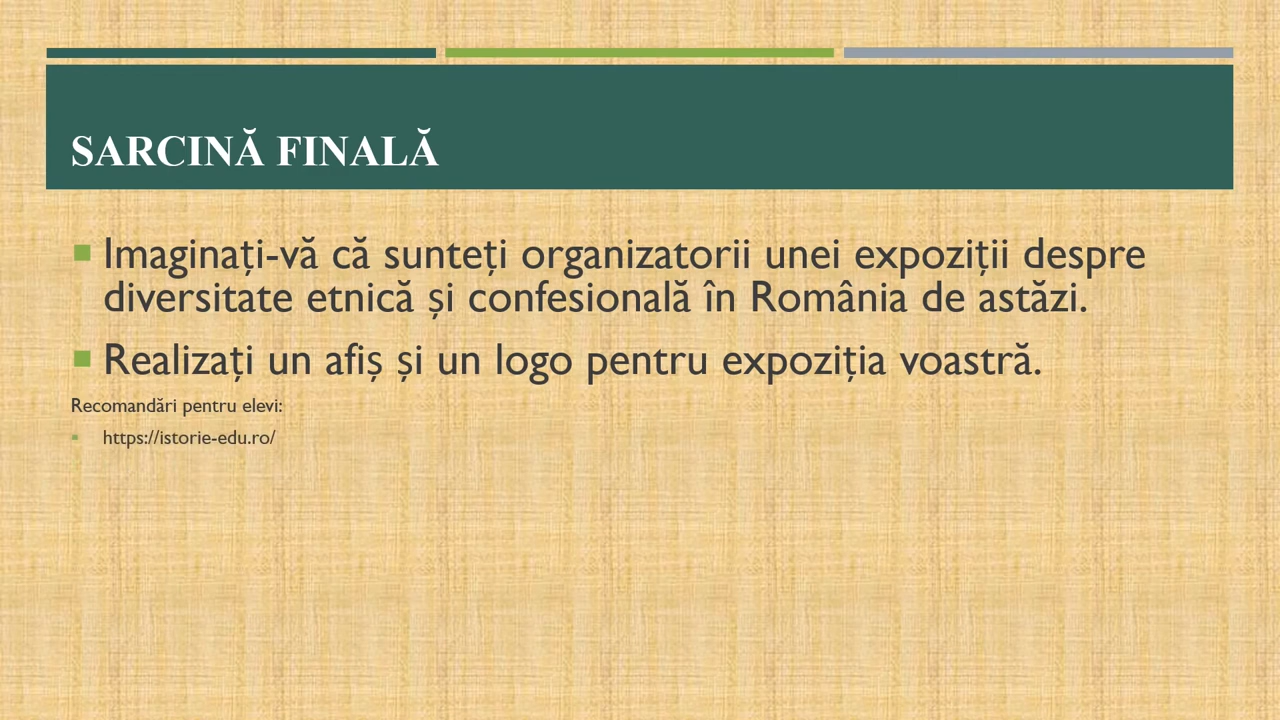 SARCINĂ FINALĂ
Imaginați-vă că sunteți organizatorii unei expoziții despre
diversitate etnică și confesională în România de astăzi.
Realizați un afiș și un logo pentru expoziția voastră.
Recomandări pentru elevi:
https://istorie-edu.ro/